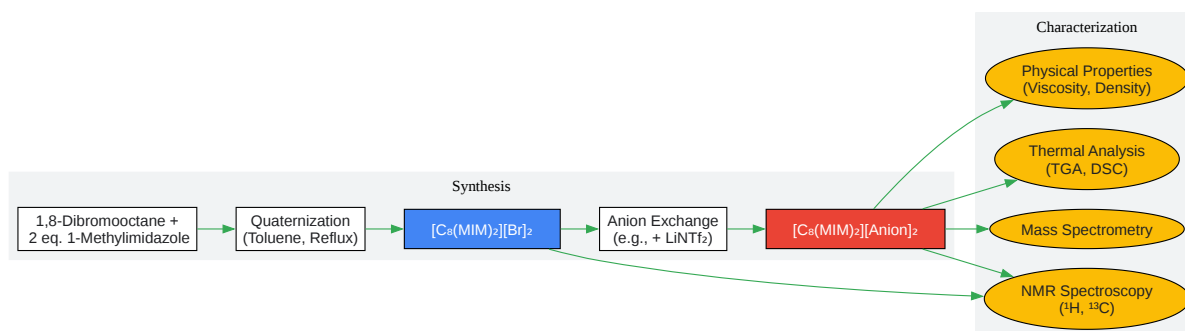 Characterization
Physical Properties
(Viscosity, Density)
Thermal Analysis
(TGA, DSC)
Synthesis
1,8-Dibromooctane +
2 eq. 1-Methylimidazole
Quaternization
(Toluene, Reflux)
[C₈(MIM)₂][Br]₂
Anion Exchange
(e.g., + LiNTf₂)
[C₈(MIM)₂][Anion]₂
Mass Spectrometry
NMR Spectroscopy
(¹H, ¹³C)